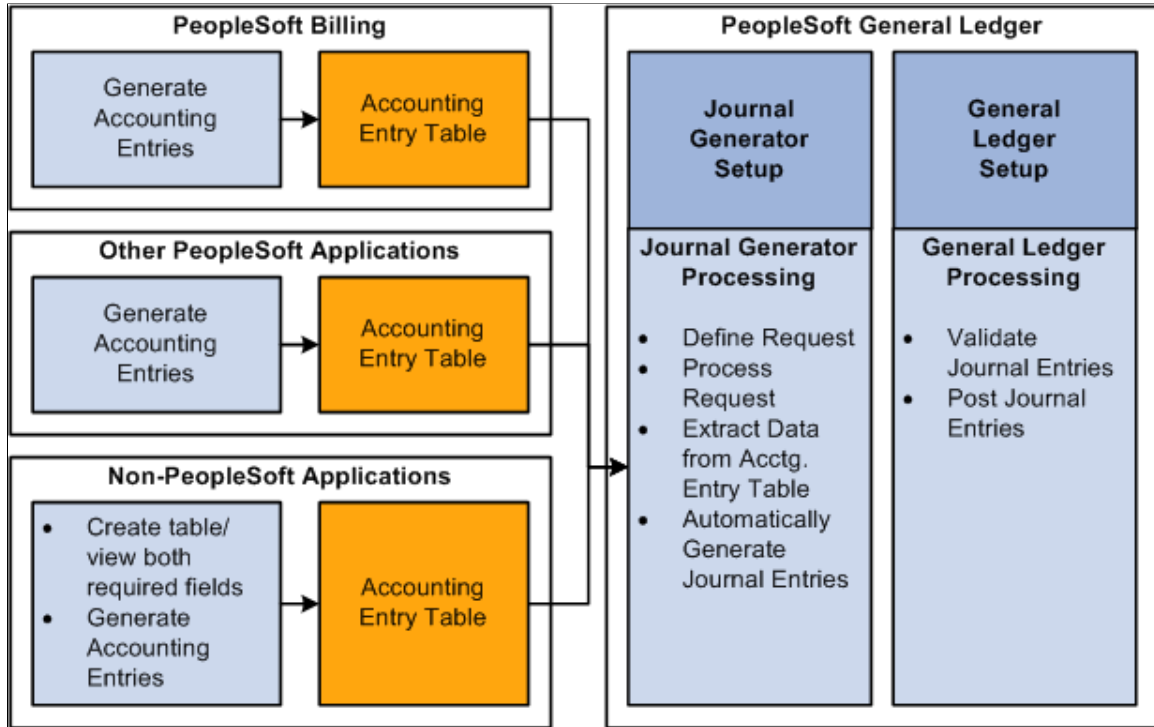 PeopleSoft Billing
Generate
Accounting
Entries
Accounting
Entry Table
Other PeopleSoft Applications
Generate
Accounting
Entries
Accounting
Entry Table
Non-PeopleSoft Applications
• Create table/
view both
required fields
• Generate
Accounting
Entries
Accounting
Entry Table
PeopleSoft General Ledger
Journal
Generator
Setup
General
Ledger
Setup
Journal Generator
Processing
• Define Request
• Process
Request
• Extract Data
from Acctg.
Entry Table
• Automatically
Generate
Journal Entries
General Ledger
Processing
• Validate
Journal Entries
• Post Journal
Entries